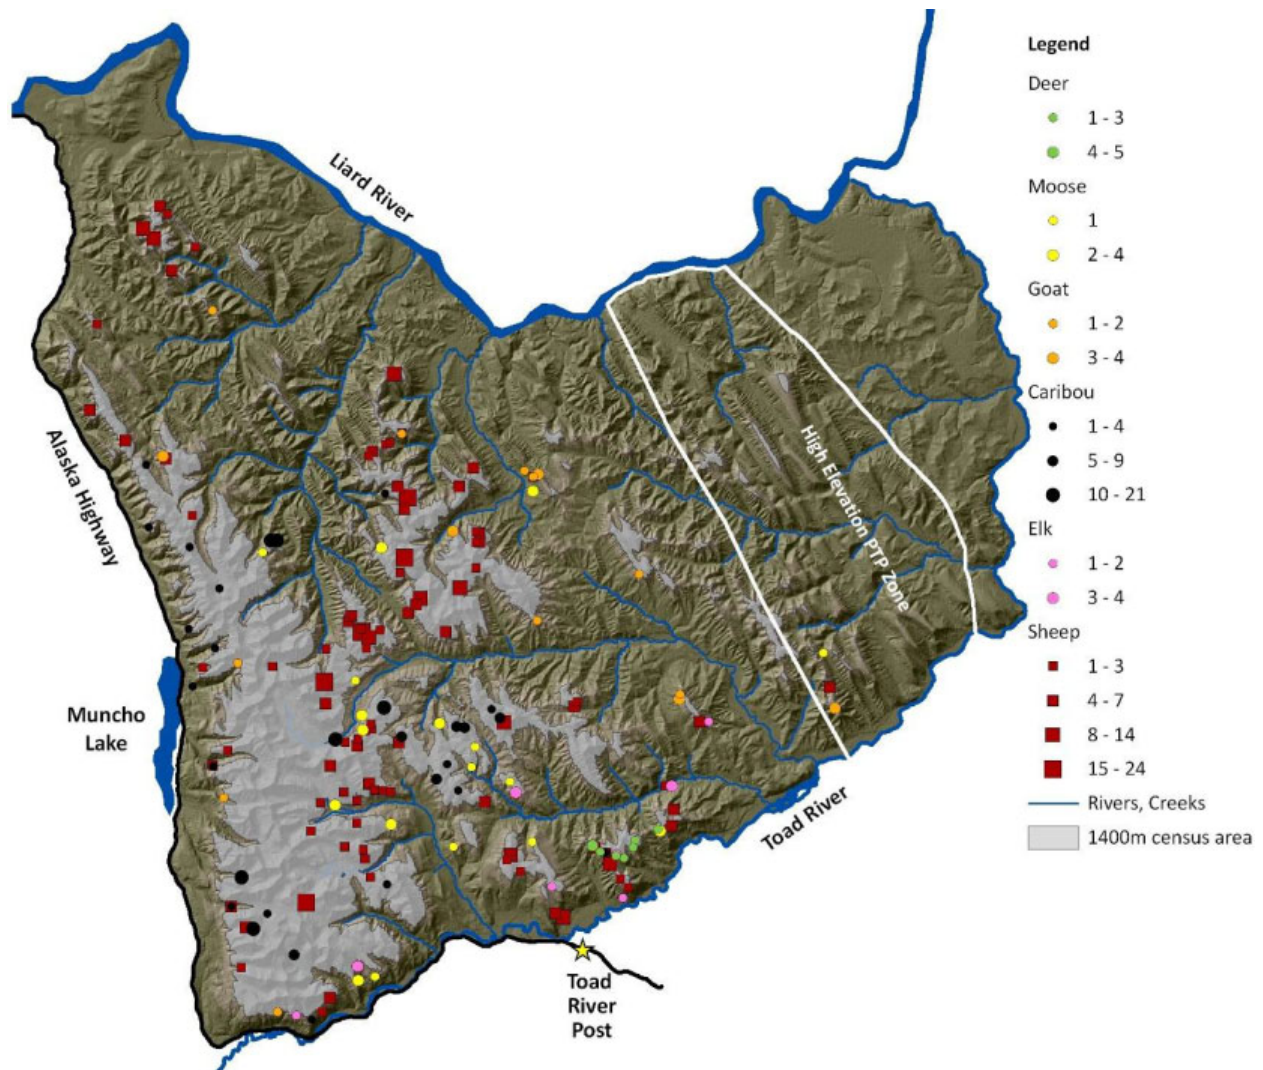 Legend
Deer
1 - 3
4 - 5
Moose
1
2 - 4
Goat
1 - 2
3 - 4
Caribou
1 - 4
5 - 9
10 - 21
Elk
1 - 2
3 - 4
Sheep
1 - 3
4 - 7
8 - 14
15 - 24
Rivers, Creeks
1400m census area
Liard River
Alaska Highway
High Elevation PTP Zone
Muncho
Lake
Toad River
Toad
River
Post